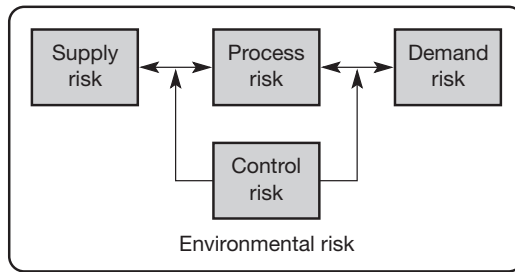 Supply
risk
Process
risk
Demand
risk
Control
risk
Environmental risk